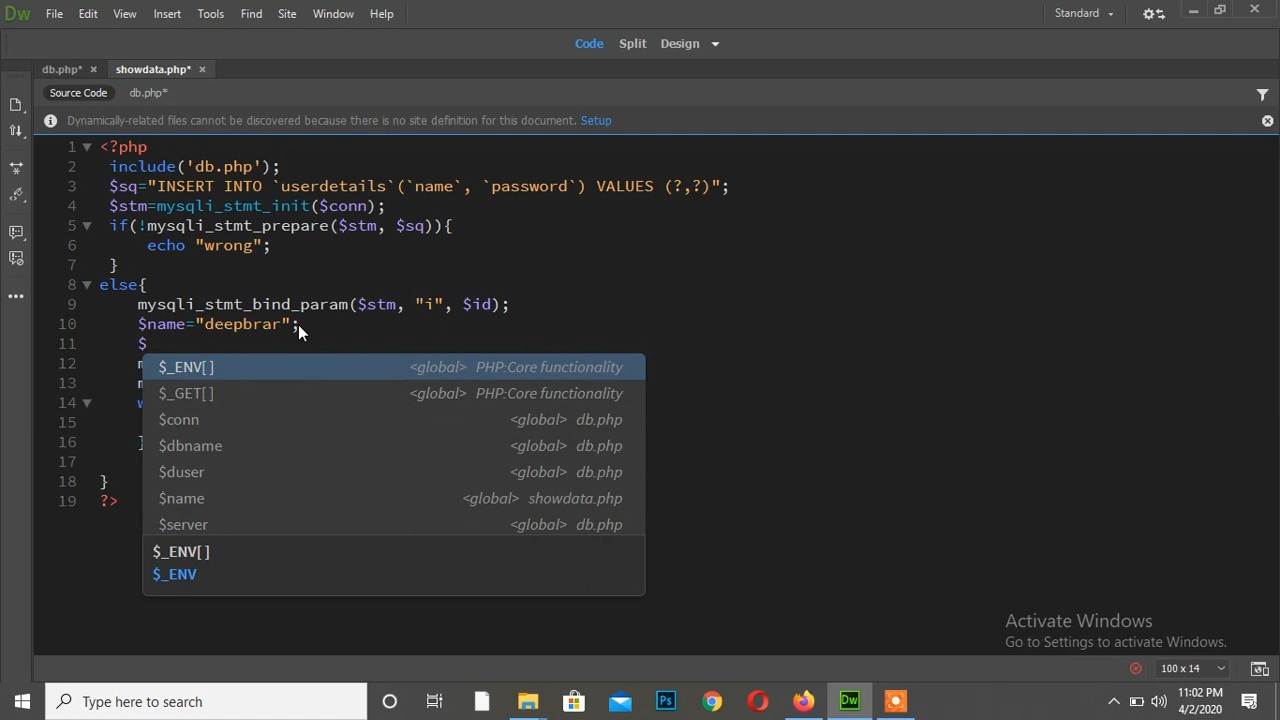 Dw File Edit View Insert Tools Find Site Window Help Standard
Code Split Design
db.php* × showdata.php* ×
Source Code db.php*
Dynamically-related files cannot be discovered because there is no site definition for this document. Setup
1 <?php
2 include('db.php');
3 $sq="INSERT INTO `userdetails`(`name`, `password`) VALUES (?,?)";
4 $stm=mysqli_stmt_init($conn);
5 if(!mysqli_stmt_prepare($stm, $sq)){
6 echo "wrong";
7 }
8 else{
9 mysqli_stmt_bind_param($stm, "i", $id);
10 $name="deepbrar";
11 $
12
13
14
15
16
17
18 }
19 ?>
$_ENV[] <global> PHP:Core functionality
$_GET[] <global> PHP:Core functionality
$conn <global> db.php
$dbname <global> db.php
$duser <global> db.php
$name <global> showdata.php
$server <global> db.php
$_ENV[]
$_ENV
Activate Windows
Go to Settings to activate Windows.
100 x 14
Type here to search
Ps
Dw
11:02 PM
4/2/2020